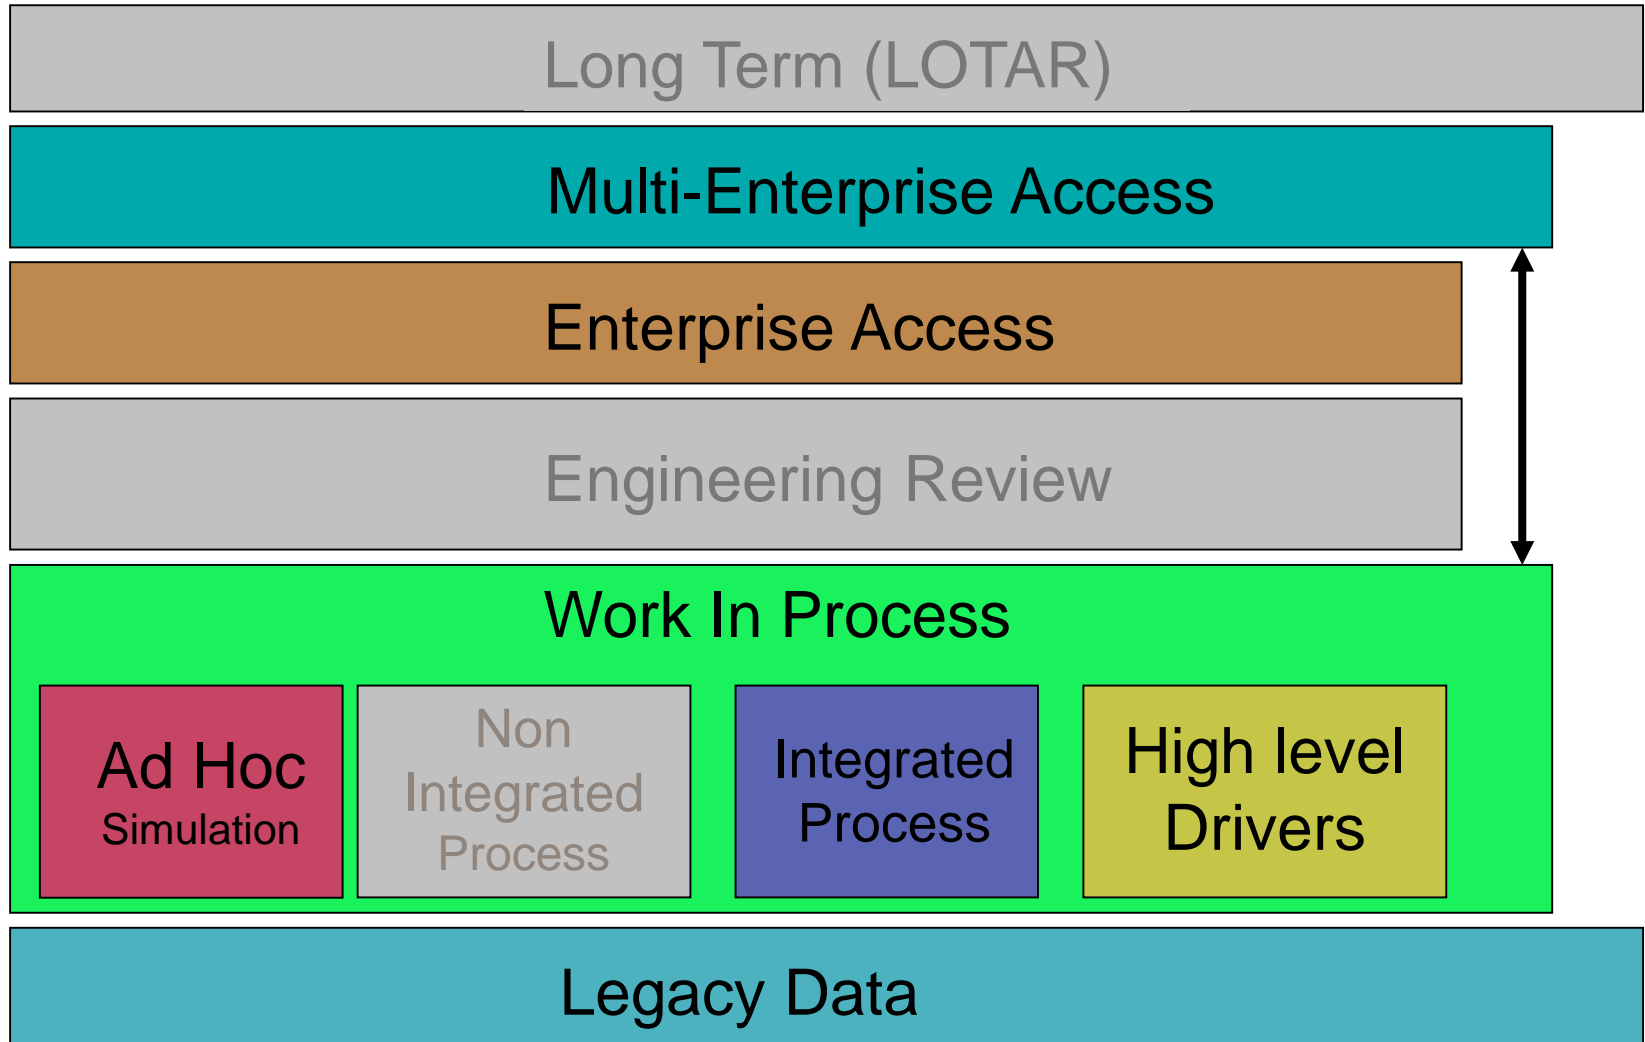 Long Term (LOTAR)
Multi-Enterprise Access
Enterprise Access
Engineering Review
Work In Process
Ad Hoc
Simulation
Non
Integrated
Process
Integrated
Process
High level
Drivers
Legacy Data